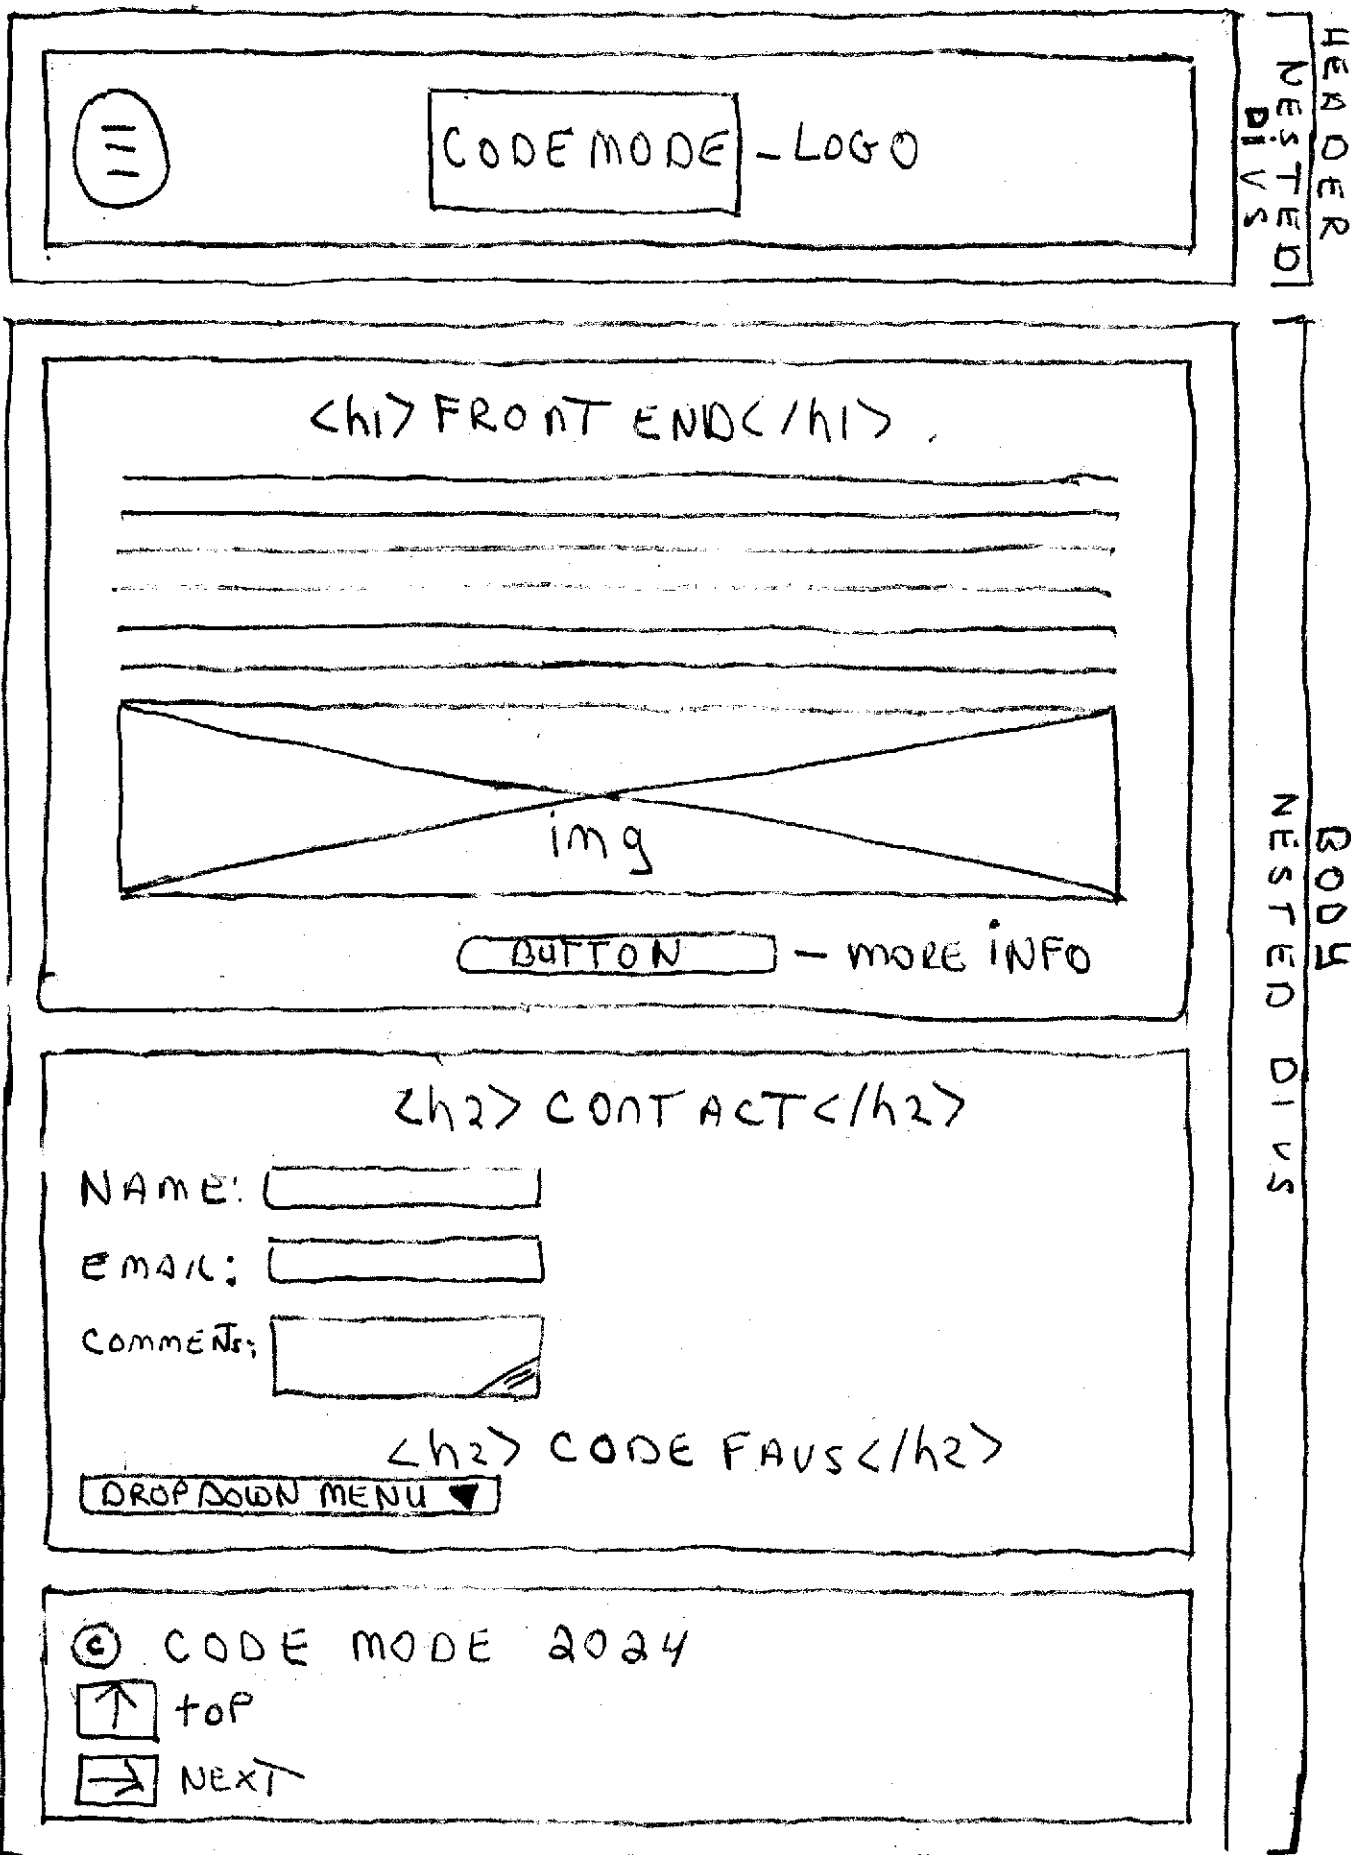 CODEMODE - LOGO
HEADER
NESTED
DIVS
<h1> FRONT END</h1>
img
BUTTON - MORE INFO
BODY
NESTED DIVS
<h2> CONTACT</h2>
NAME:
EMAIL:
COMMENTS:
<h2> CODE FAVS</h2>
DROPDOWN MENU ▼
© CODE MODE 2024
↑ TOP
→ NEXT